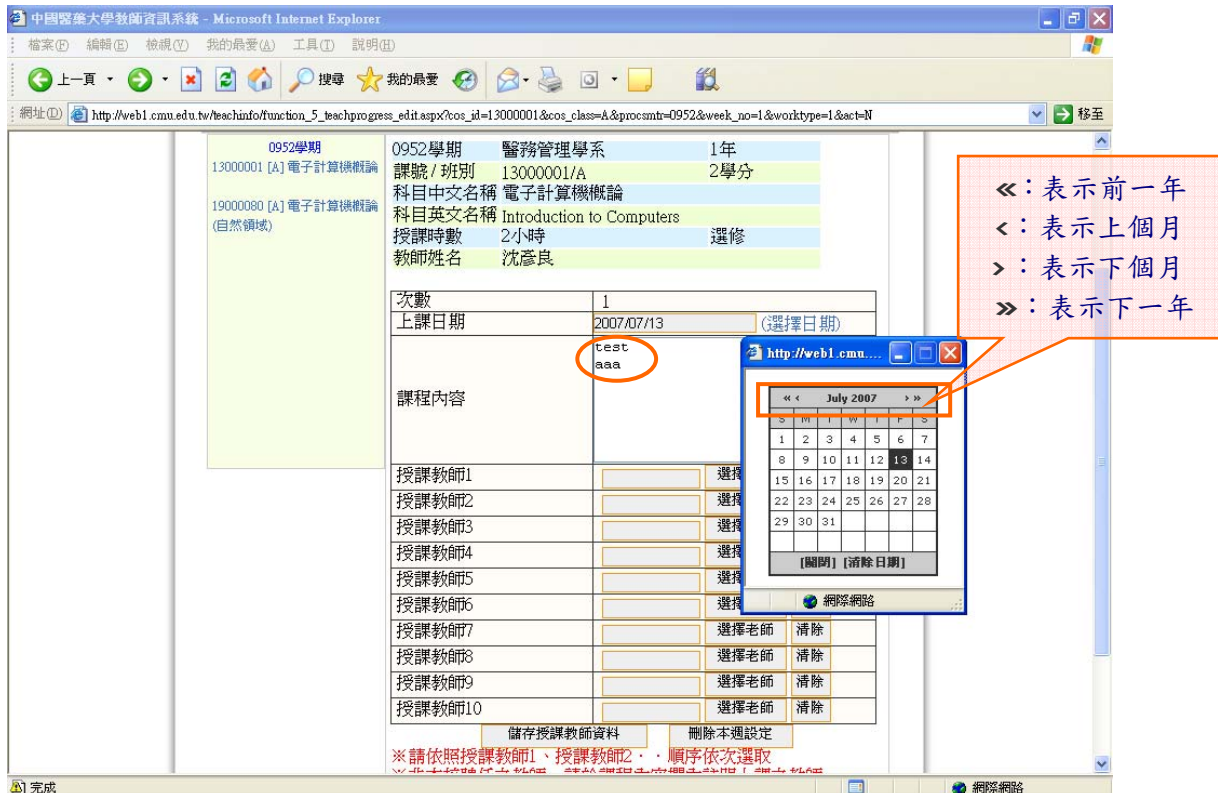 中國醫藥大學教師資訊系統 - Microsoft Internet Explorer
檔案(F) 編輯(E) 檢視(V) 我的最愛(A) 工具(T) 說明(H)
上一頁 搜尋 我的最愛
網址(D) http://web1.cmu.edu.tw/teachinfo/function_5_teachprogress_edit.aspx?cos_id=13000001&cos_class=A&procsmtr=0952&week_no=1&worktype=1&act=N 移至
0952學期
13000001 [A] 電子計算機概論
19000080 [A] 電子計算機概論
(自然領域)
0952學期 醫務管理學系 1年
課號 / 班別 13000001/A 2學分
科目中文名稱 電子計算機概論
科目英文名稱 Introduction to Computers
授課時數 2小時 選修
教師姓名 沈彥良
«：表示前一年
<：表示上個月
>：表示下個月
»：表示下一年
次數 1
上課日期 2007/07/13 (選擇日期)
課程內容
test
aaa
http://web1.cmu....
« < July 2007 > »
S M T W T F S
1 2 3 4 5 6 7
8 9 10 11 12 13 14
15 16 17 18 19 20 21
22 23 24 25 26 27 28
29 30 31
[關閉] [清除日期]
網際網路
授課教師1 選擇
授課教師2 選擇
授課教師3 選擇
授課教師4 選擇
授課教師5 選擇
授課教師6 選擇
授課教師7 選擇老師 清除
授課教師8 選擇老師 清除
授課教師9 選擇老師 清除
授課教師10 選擇老師 清除
儲存授課教師資料 刪除本週設定
※請依照授課教師1、授課教師2‧‧順序依次選取
完成 網際網路